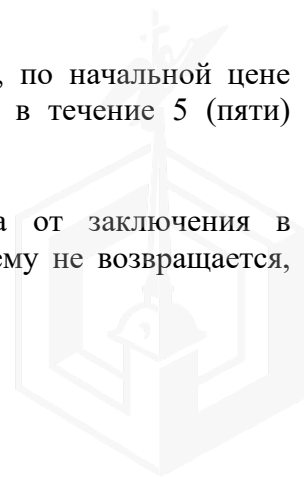 , по начальной цене
в течение 5 (пяти)
от заключения в
ему не возвращается,